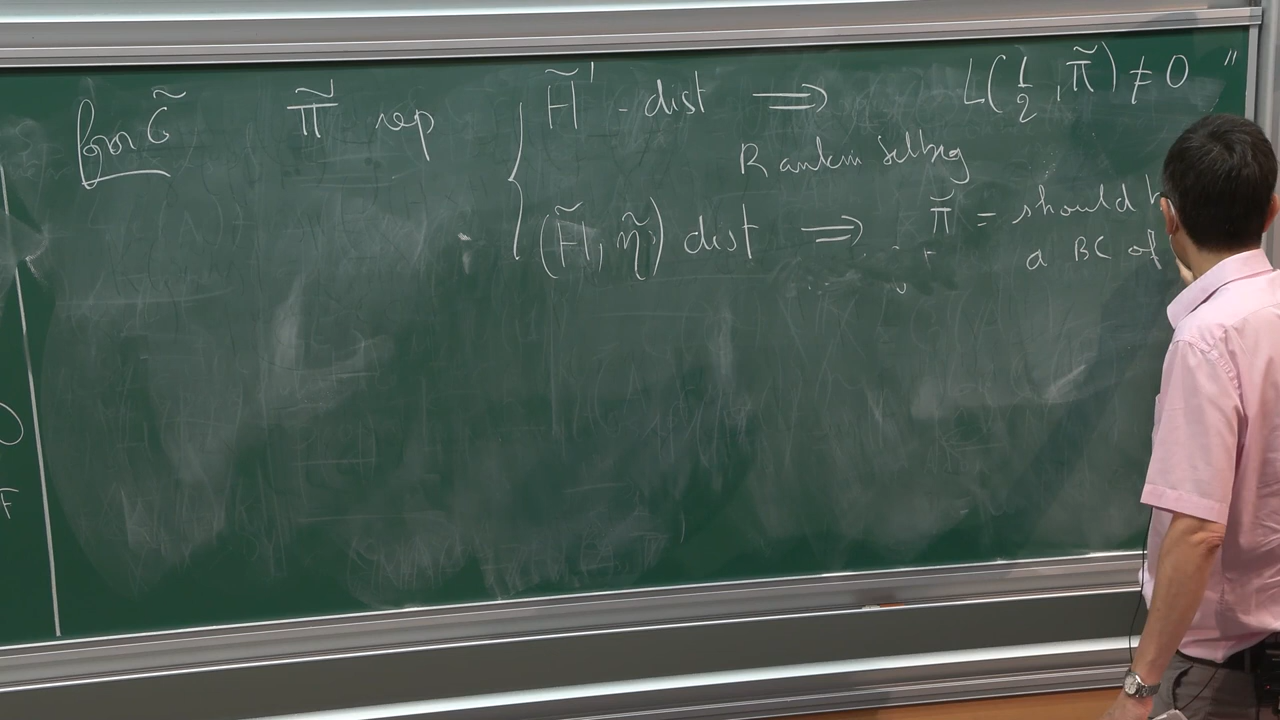 for G̃ π̃ rep { H̃' - dist ⟹ L(1/2, π̃) ≠ 0 "
Rankin Selberg
(H̃, η̃) dist ⟹ π̃ = should
a BC of
F